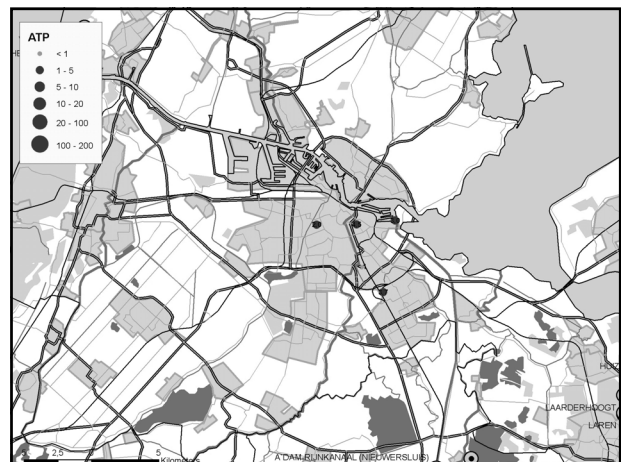 ATP
< 1
1 - 5
5 - 10
10 - 20
20 - 100
100 - 200
HUIZ
LAARDERHOOGT
LAREN
A`DAM RIJNKANAAL (NIEUWERSLUIS)
2,5 5
Kilometers